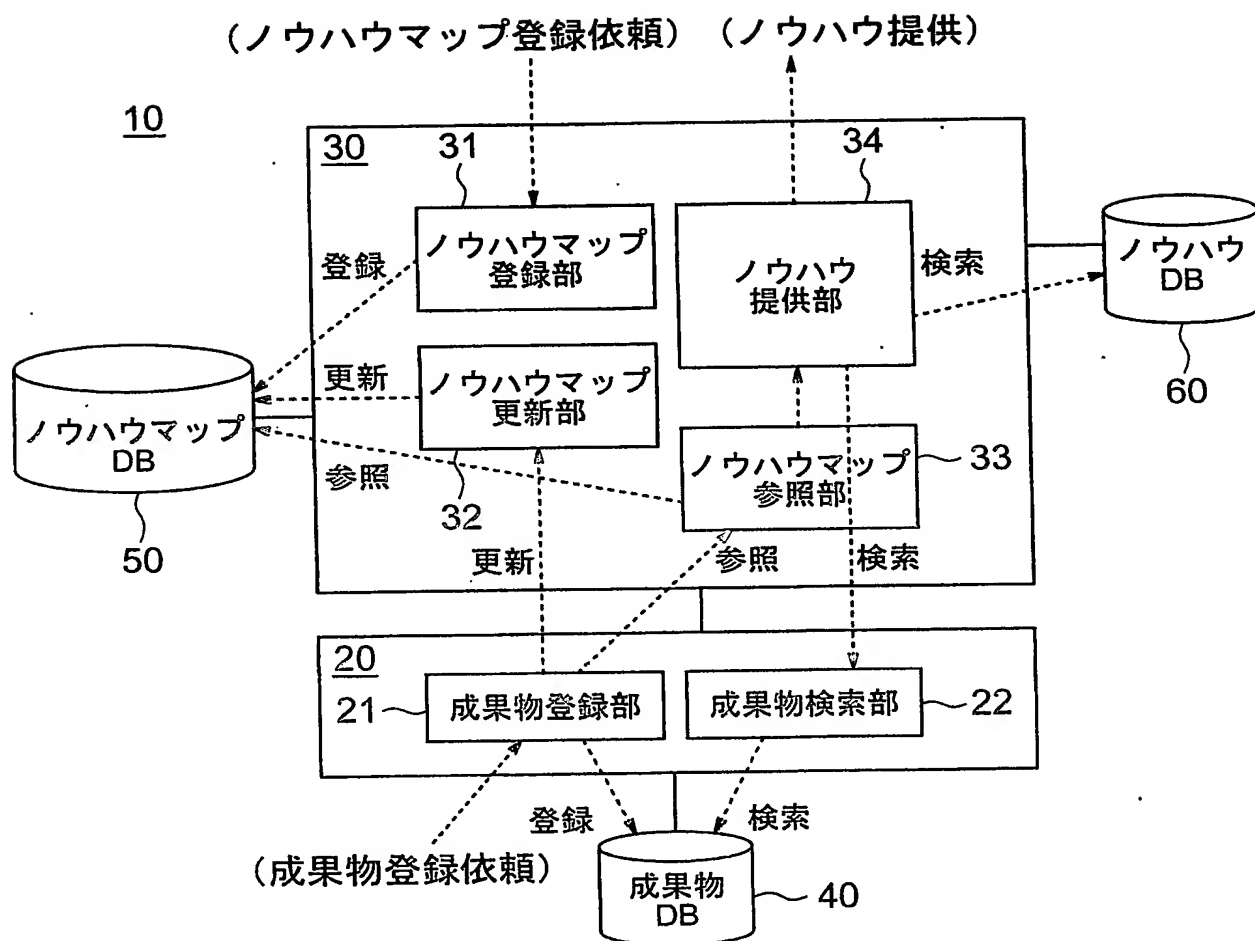 (ノウハウマップ登録依頼) (ノウハウ提供)
10
30
31
34
ノウハウマップ
登録部
ノウハウ
提供部
登録
検索
ノウハウ
DB
60
更新
ノウハウマップ
更新部
ノウハウマップ
DB
50
参照
32
ノウハウマップ
参照部
33
更新
参照
検索
20
21
成果物登録部
成果物検索部
22
登録
検索
(成果物登録依頼)
成果物
DB
40